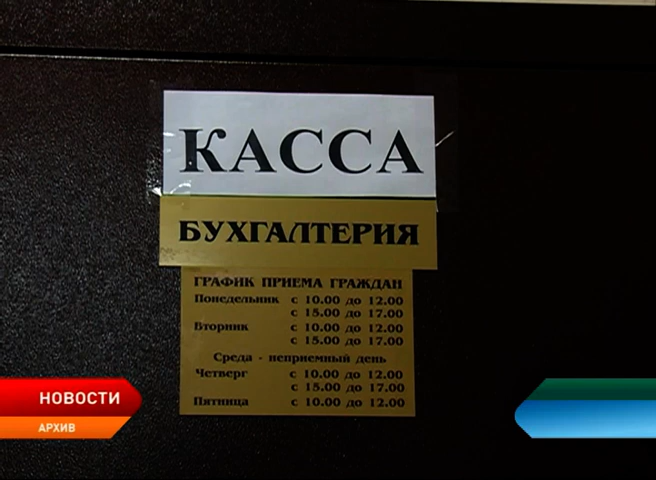 КАССА
БУХГАЛТЕРИЯ
ГРАФИК ПРИЕМА ГРАЖДАН
Понедельник с 10.00 до 12.00
с 15.00 до 17.00
Вторник с 10.00 до 12.00
с 15.00 до 17.00
Среда - неприемный день
Четверг с 10.00 до 12.00
с 15.00 до 17.00
Пятница с 10.00 до 12.00
НОВОСТИ
АРХИВ